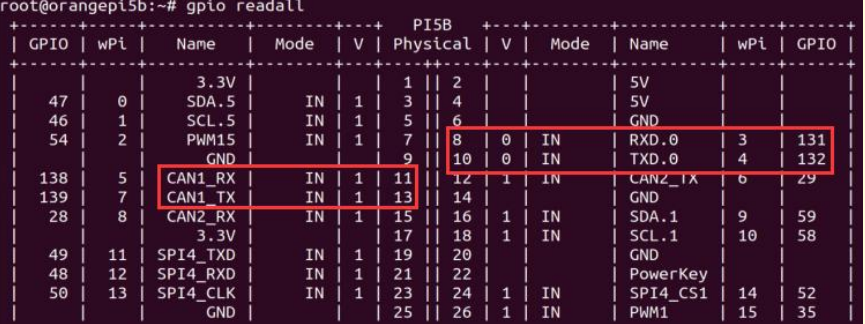 root@orangepi5b:~# gpio readall
+------+-----+----------+--------+---+   PI5B   +---+--------+----------+-----+------+
| GPIO | wPi |   Name   |  Mode  | V | Physical | V |  Mode  | Name     | wPi | GPIO |
+------+-----+----------+--------+---+----++----+---+--------+----------+-----+------+
|      |     |     3.3V |        |   |  1 || 2  |   |        | 5V       |     |      |
|   47 |   0 |    SDA.5 |     IN | 1 |  3 || 4  |   |        | 5V       |     |      |
|   46 |   1 |    SCL.5 |     IN | 1 |  5 || 6  |   |        | GND      |     |      |
|   54 |   2 |    PWM15 |     IN | 1 |  7 || 8  | 0 | IN     | RXD.0    | 3   | 131  |
|      |     |      GND |        |   |  9 || 10 | 0 | IN     | TXD.0    | 4   | 132  |
|  138 |   5 |  CAN1_RX |     IN | 1 | 11 || 12 | 1 | IN     | CAN2_TX  | 6   | 29   |
|  139 |   7 |  CAN1_TX |     IN | 1 | 13 || 14 |   |        | GND      |     |      |
|   28 |   8 |  CAN2_RX |     IN | 1 | 15 || 16 | 1 | IN     | SDA.1    | 9   | 59   |
|      |     |     3.3V |        |   | 17 || 18 | 1 | IN     | SCL.1    | 10  | 58   |
|   49 |  11 | SPI4_TXD |     IN | 1 | 19 || 20 |   |        | GND      |     |      |
|   48 |  12 | SPI4_RXD |     IN | 1 | 21 || 22 |   |        | PowerKey |     |      |
|   50 |  13 | SPI4_CLK |     IN | 1 | 23 || 24 | 1 | IN     | SPI4_CS1 | 14  | 52   |
|      |     |      GND |        |   | 25 || 26 | 1 | IN     | PWM1     | 15  | 35   |